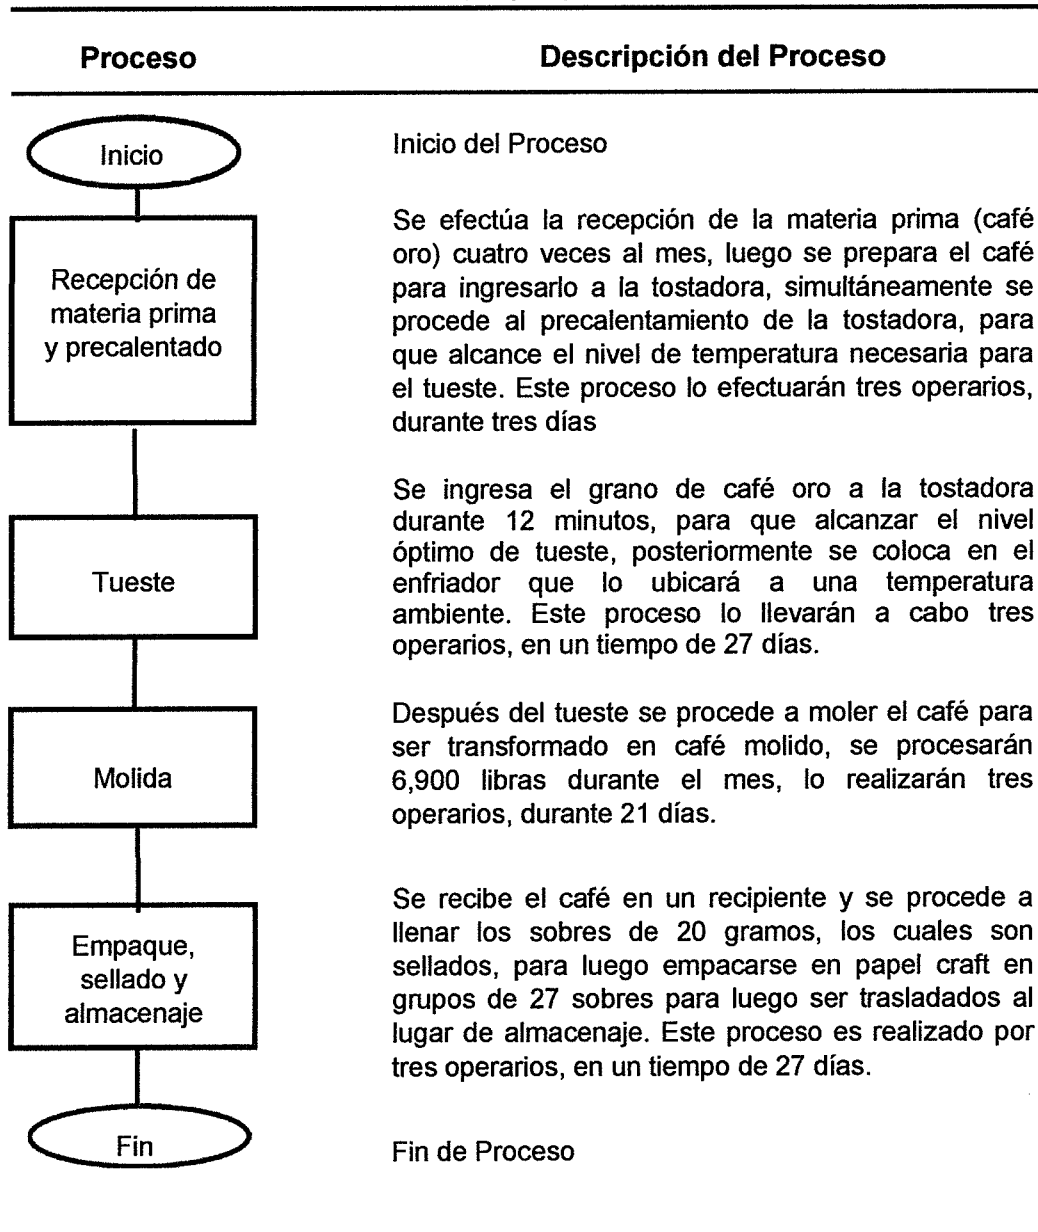 Proceso Descripción del Proceso
Inicio
Inicio del Proceso
Recepción de
materia prima
y precalentado
Se efectúa la recepción de la materia prima (café
oro) cuatro veces al mes, luego se prepara el café
para ingresarlo a la tostadora, simultáneamente se
procede al precalentamiento de la tostadora, para
que alcance el nivel de temperatura necesaria para
el tueste. Este proceso lo efectuarán tres operarios,
durante tres días
Tueste
Se ingresa el grano de café oro a la tostadora
durante 12 minutos, para que alcanzar el nivel
óptimo de tueste, posteriormente se coloca en el
enfriador que lo ubicará a una temperatura
ambiente. Este proceso lo llevarán a cabo tres
operarios, en un tiempo de 27 días.
Molida
Después del tueste se procede a moler el café para
ser transformado en café molido, se procesarán
6,900 libras durante el mes, lo realizarán tres
operarios, durante 21 días.
Empaque,
sellado y
almacenaje
Se recibe el café en un recipiente y se procede a
llenar los sobres de 20 gramos, los cuales son
sellados, para luego empacarse en papel craft en
grupos de 27 sobres para luego ser trasladados al
lugar de almacenaje. Este proceso es realizado por
tres operarios, en un tiempo de 27 días.
Fin
Fin de Proceso